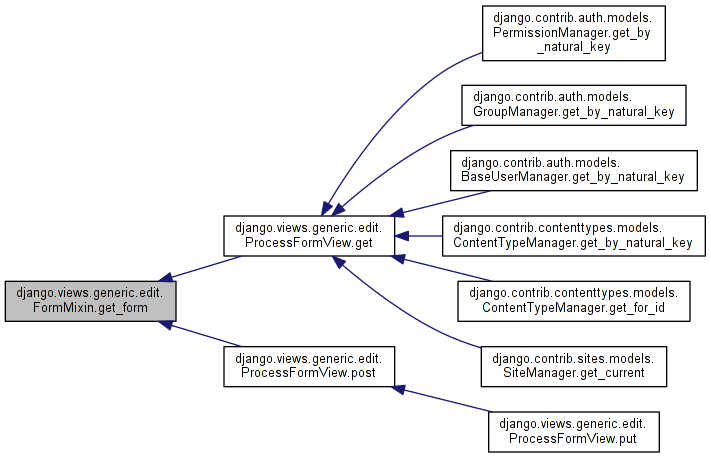 django.contrib.auth.models.
PermissionManager.get_by
_natural_key
django.contrib.auth.models.
GroupManager.get_by_natural_key
django.contrib.auth.models.
BaseUserManager.get_by_natural_key
django.views.generic.edit.
ProcessFormView.get
django.contrib.contenttypes.models.
ContentTypeManager.get_by_natural_key
django.views.generic.edit.
FormMixin.get_form
django.contrib.contenttypes.models.
ContentTypeManager.get_for_id
django.views.generic.edit.
ProcessFormView.post
django.contrib.sites.models.
SiteManager.get_current
django.views.generic.edit.
ProcessFormView.put